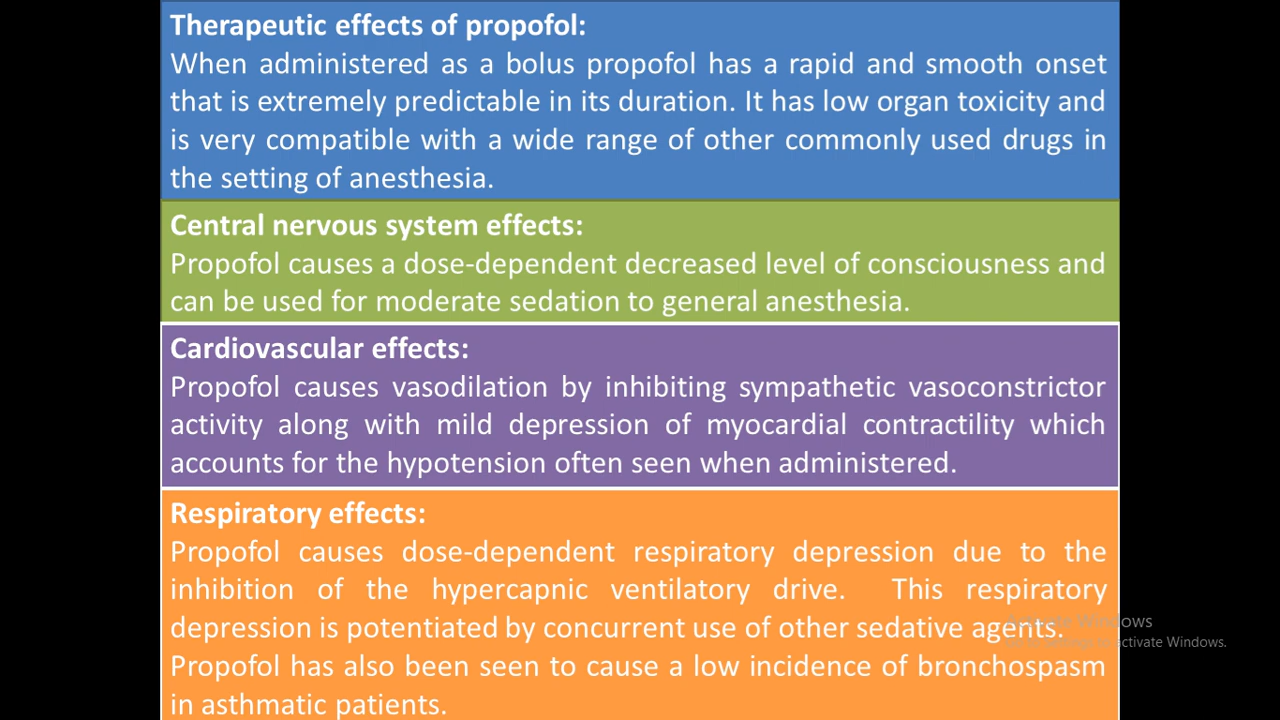 Therapeutic effects of propofol:
When administered as a bolus propofol has a rapid and smooth onset
that is extremely predictable in its duration. It has low organ toxicity and
is very compatible with a wide range of other commonly used drugs in
the setting of anesthesia.
Central nervous system effects:
Propofol causes a dose-dependent decreased level of consciousness and
can be used for moderate sedation to general anesthesia.
Cardiovascular effects:
Propofol causes vasodilation by inhibiting sympathetic vasoconstrictor
activity along with mild depression of myocardial contractility which
accounts for the hypotension often seen when administered.
Respiratory effects:
Propofol causes dose-dependent respiratory depression due to the
inhibition of the hypercapnic ventilatory drive. This respiratory
depression is potentiated by concurrent use of other sedative agents.
Propofol has also been seen to cause a low incidence of bronchospasm
in asthmatic patients.
Windows
activate Windows.